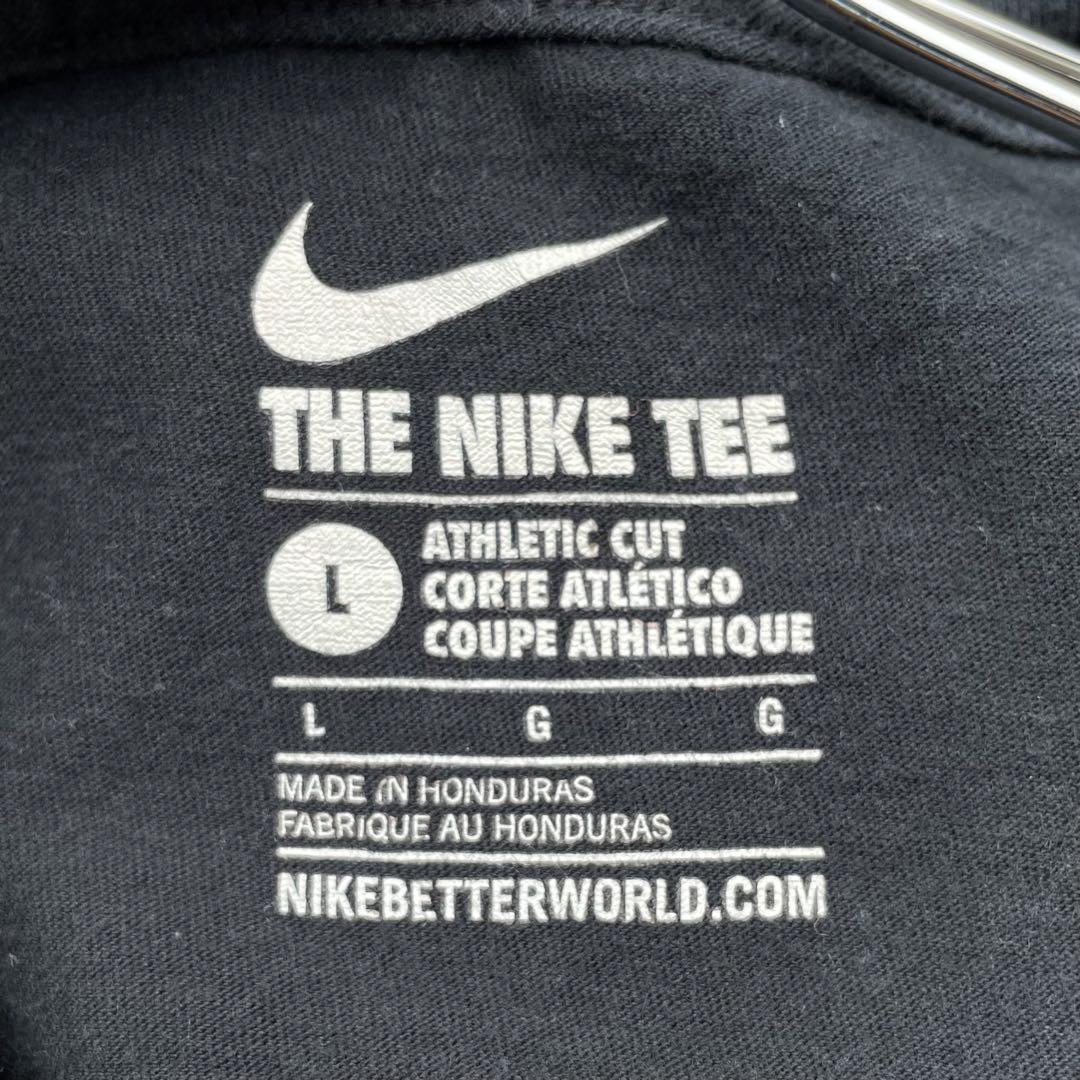 THE NIKE TEE
L
ATHLETIC CUT
CORTE ATLÉTICO
COUPE ATHLÉTIQUE
L G G
MADE IN HONDURAS
FABRIQUE AU HONDURAS
NIKEBETTERWORLD.COM